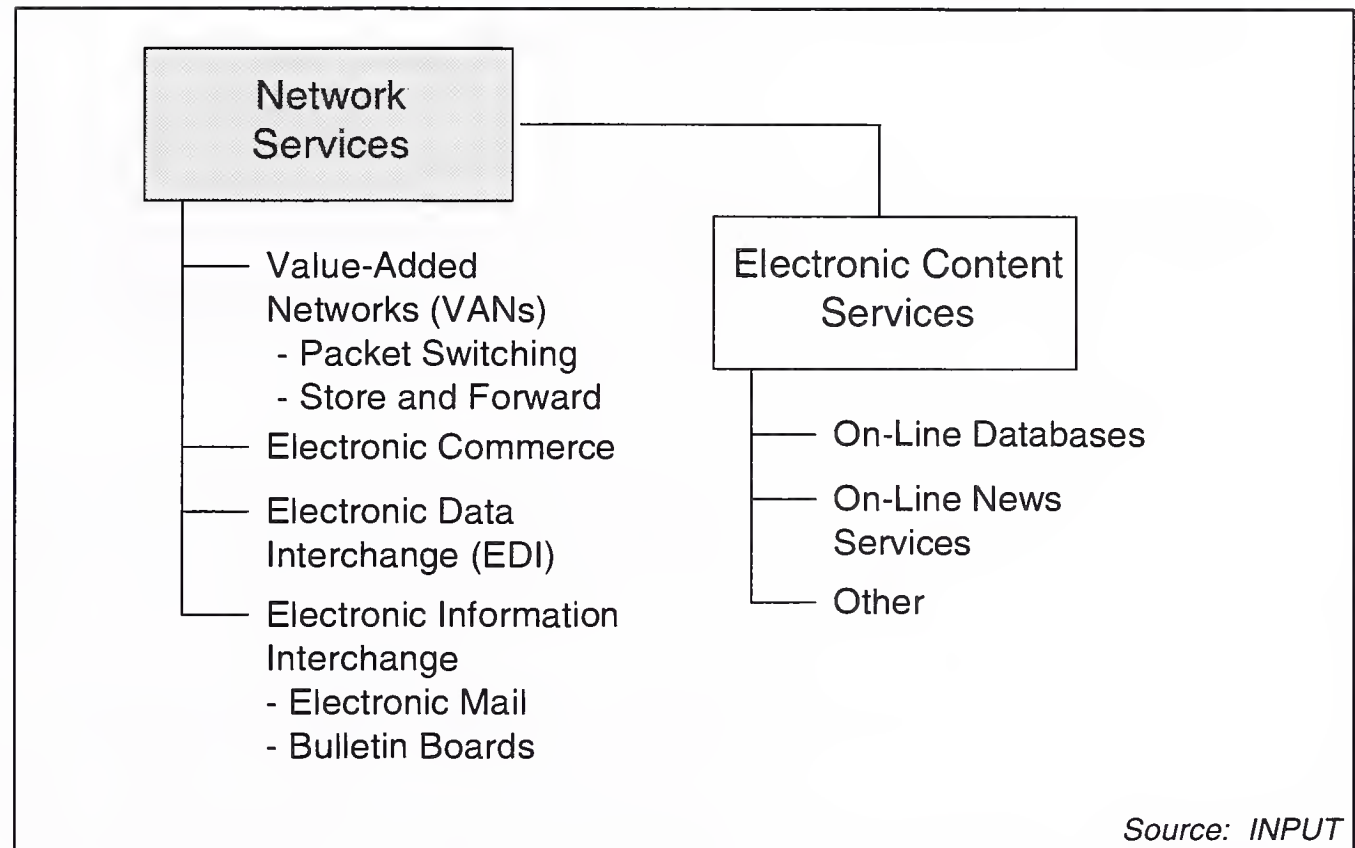 Network
Services
Value-Added
Networks (VANs)
- Packet Switching
- Store and Forward
Electronic Commerce
Electronic Data
Interchange (EDI)
Electronic Information
Interchange
- Electronic Mail
- Bulletin Boards
Electronic Content
Services
On-Line Databases
On-Line News
Services
Other
Source: INPUT